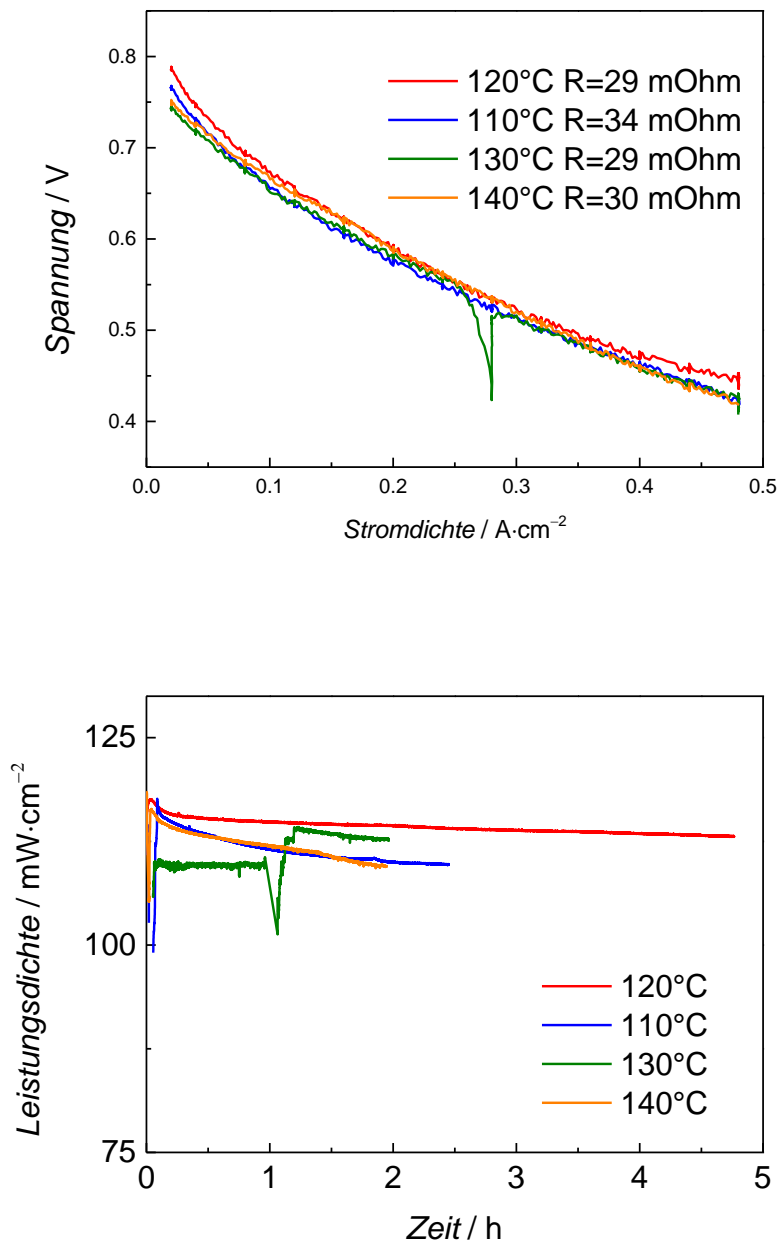 0.8
0.7
0.6
0.5
0.4
Spannung / V
120°C R=29 mOhm
110°C R=34 mOhm
130°C R=29 mOhm
140°C R=30 mOhm
0.0 0.1 0.2 0.3 0.4 0.5
Stromdichte / A·cm⁻²
125
100
75
Leistungsdichte / mW·cm⁻²
120°C
110°C
130°C
140°C
0 1 2 3 4 5
Zeit / h